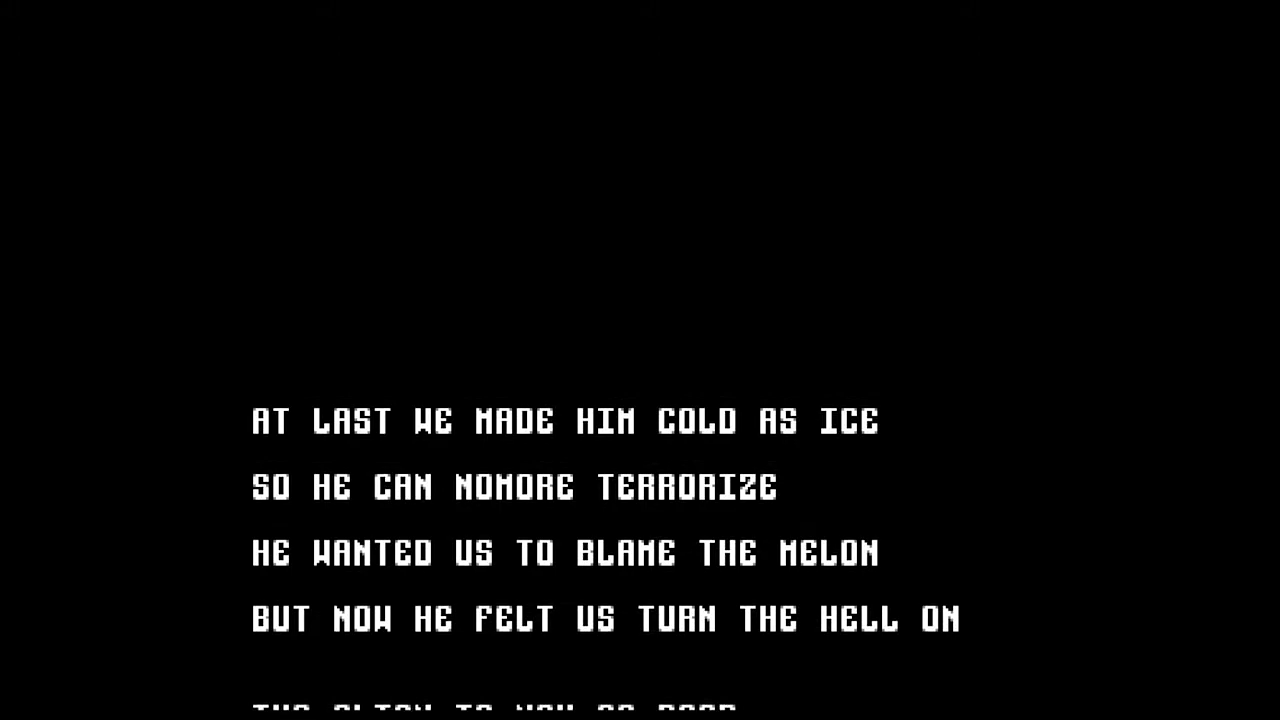 AT LAST WE MADE HIM COLD AS ICE
SO HE CAN NOMORE TERRORIZE
HE WANTED US TO BLAME THE MELON
BUT NOW HE FELT US TURN THE HELL ON